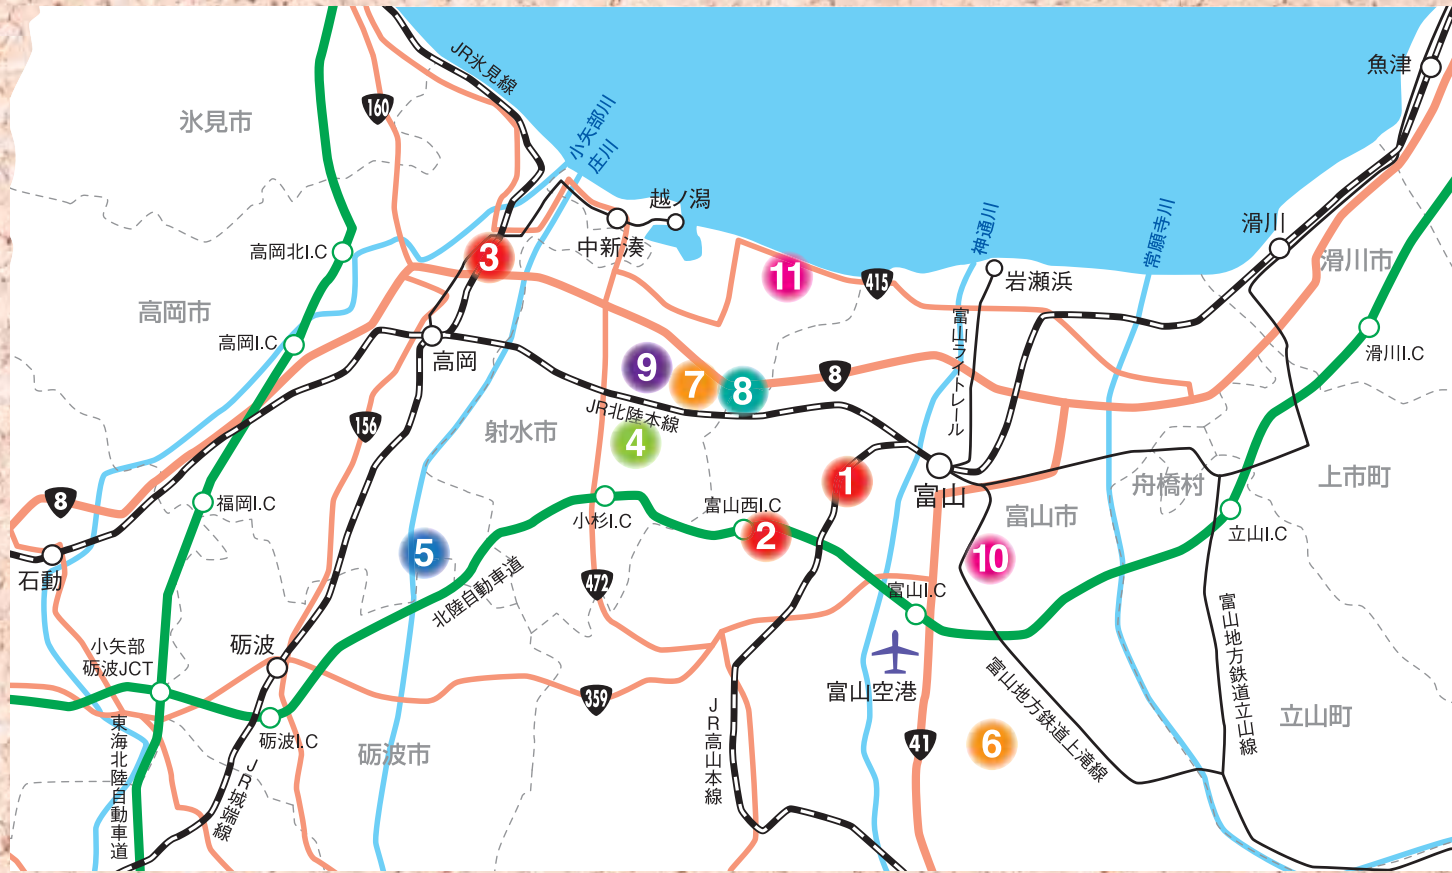 魚津
JR氷見線
160
氷見市
小矢部川
庄川
越ノ潟
中新湊
神通川
常願寺川
滑川
滑川市
高岡北I.C
3
11
415
岩瀬浜
高岡市
富山ライトレール
高岡I.C
高岡
滑川I.C
9
7
8
8
JR北陸本線
156
射水市
4
1
富山
舟橋村
上市町
8
福岡I.C
小杉I.C
富山西I.C
2
富山市
立山I.C
石動
5
10
472
富山I.C
北陸自動車道
富山地方鉄道立山線
小矢部
砺波JCT
砺波
富山空港
富山地方鉄道上滝線
359
JR高山本線
立山町
東海北陸自動車道
砺波I.C
砺波市
41
6
JR城端線